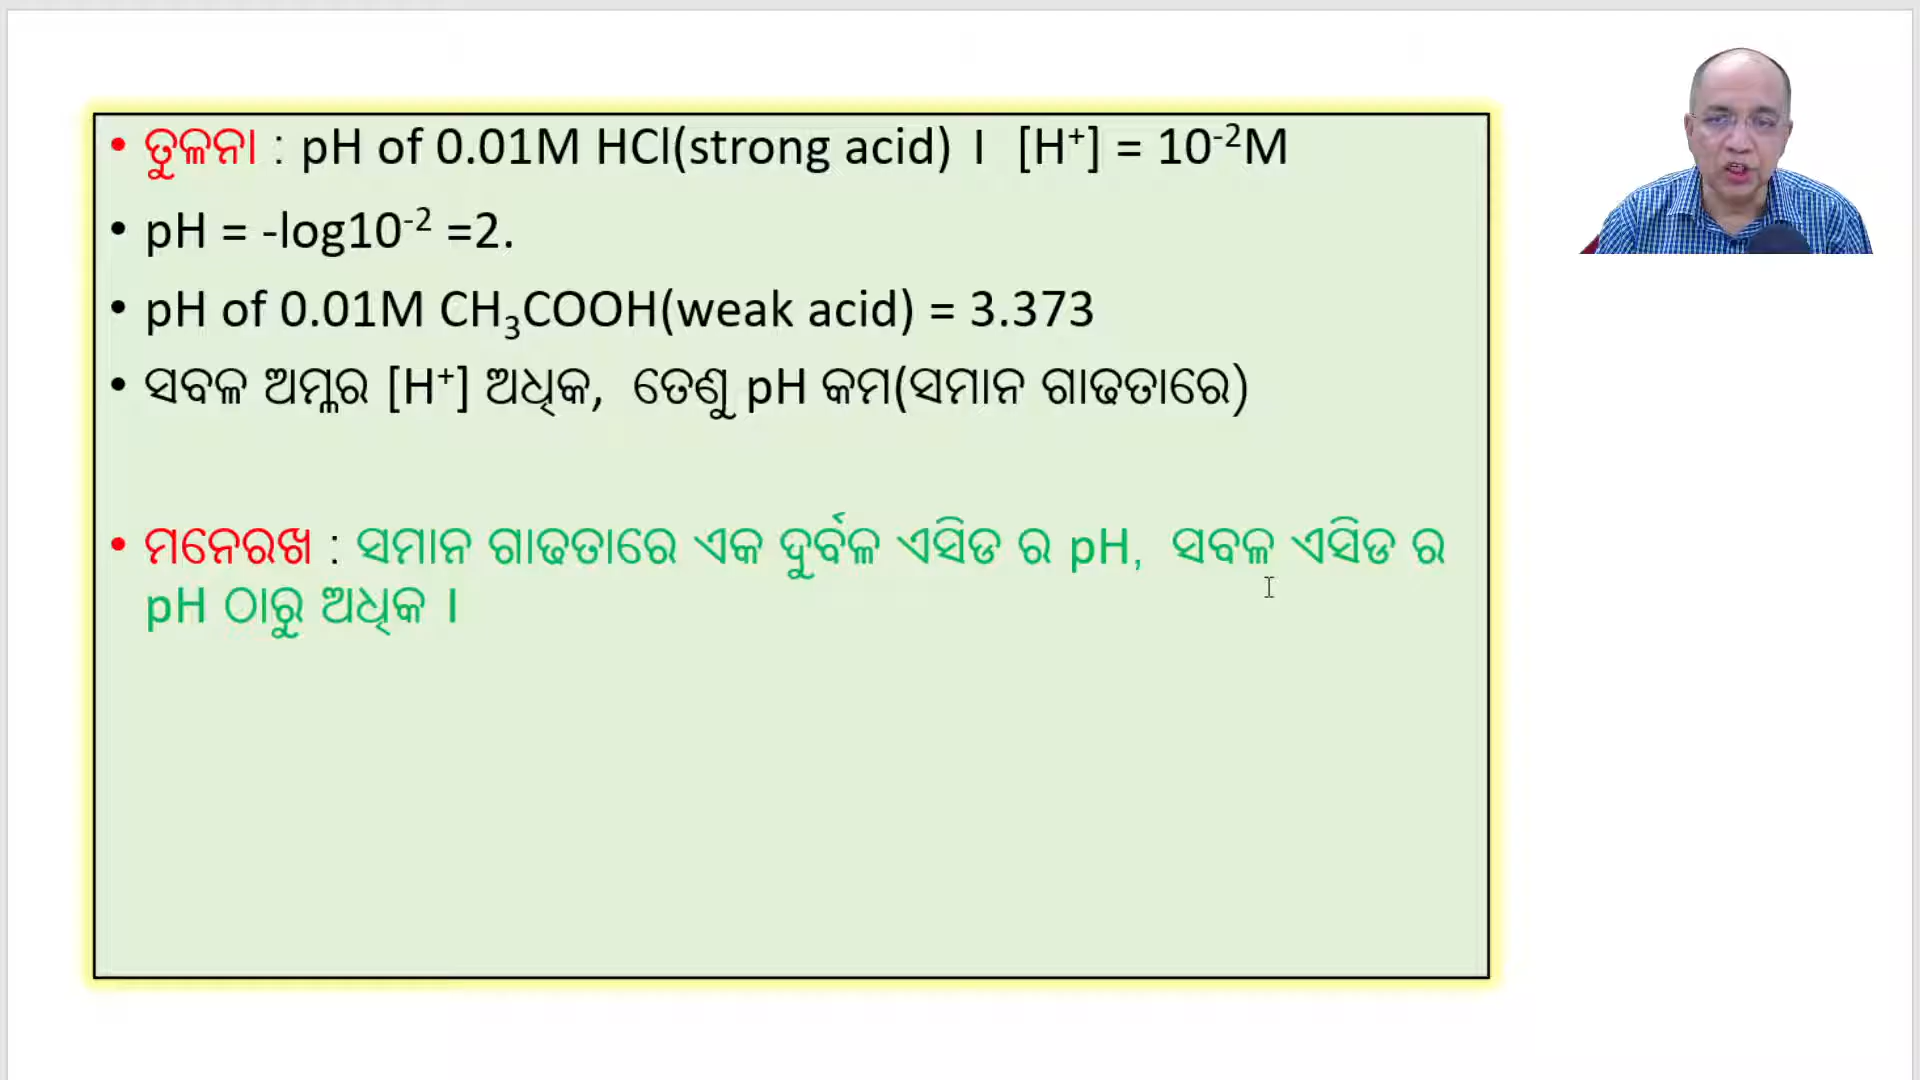 • ତୁଳନା : pH of 0.01M HCl(strong acid) । [H⁺] = 10⁻²M
• pH = -log10⁻² =2.
• pH of 0.01M CH₃COOH(weak acid) = 3.373
• ସବଳ ଅମ୍ଳର [H⁺] ଅଧିକ, ତେଣୁ pH କମ(ସମାନ ଗାଢତାରେ)
• ମନେରଖ : ସମାନ ଗାଢତାରେ ଏକ ଦୁର୍ବଳ ଏସିଡ ର pH, ସବଳ ଏସିଡ ର
pH ଠାରୁ ଅଧିକ ।